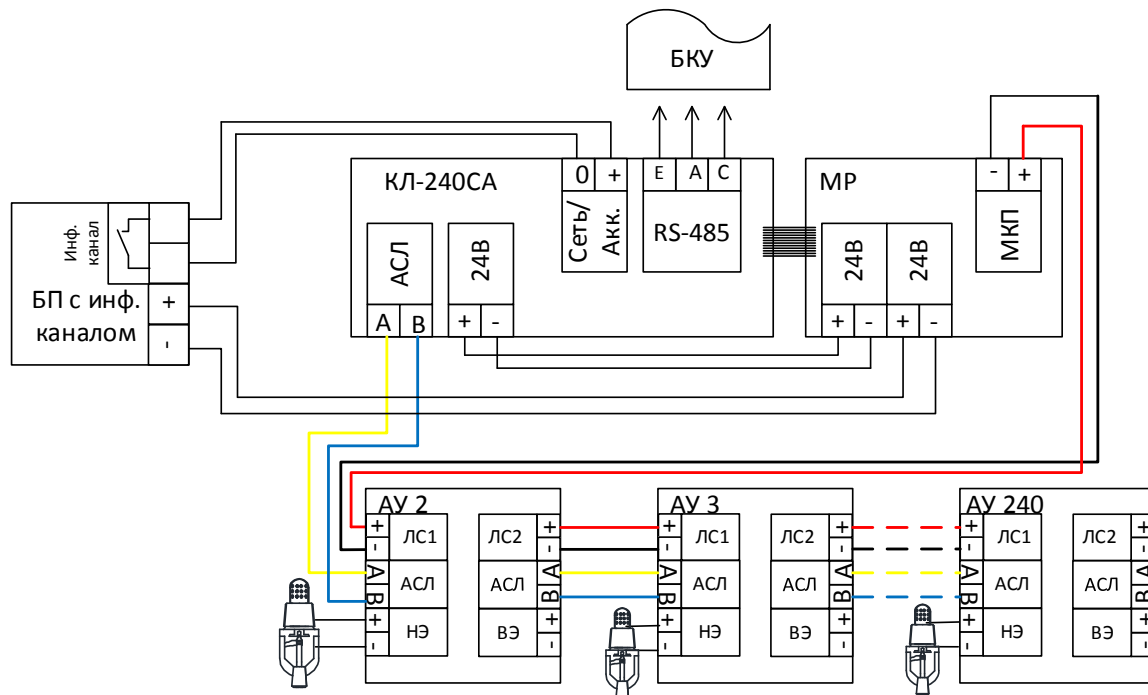 БКУ
КЛ-240СА
0 +
Сеть/
Акк.
E A C
RS-485
МР
- +
МКП
Инф.
канал
БП с инф.
каналом
+
-
АСЛ
A B
24В
+ -
24В
24В
+ - + -
АУ 2
+
-
ЛС1
A
B
АСЛ
+
-
НЭ
ЛС2
+
-
АСЛ
A
B
ВЭ
+
-
АУ 3
+
-
ЛС1
A
B
АСЛ
+
-
НЭ
ЛС2
+
-
АСЛ
A
B
ВЭ
+
-
АУ 240
+
-
ЛС1
A
B
АСЛ
+
-
НЭ
ЛС2
+
-
АСЛ
A
B
ВЭ
+
-